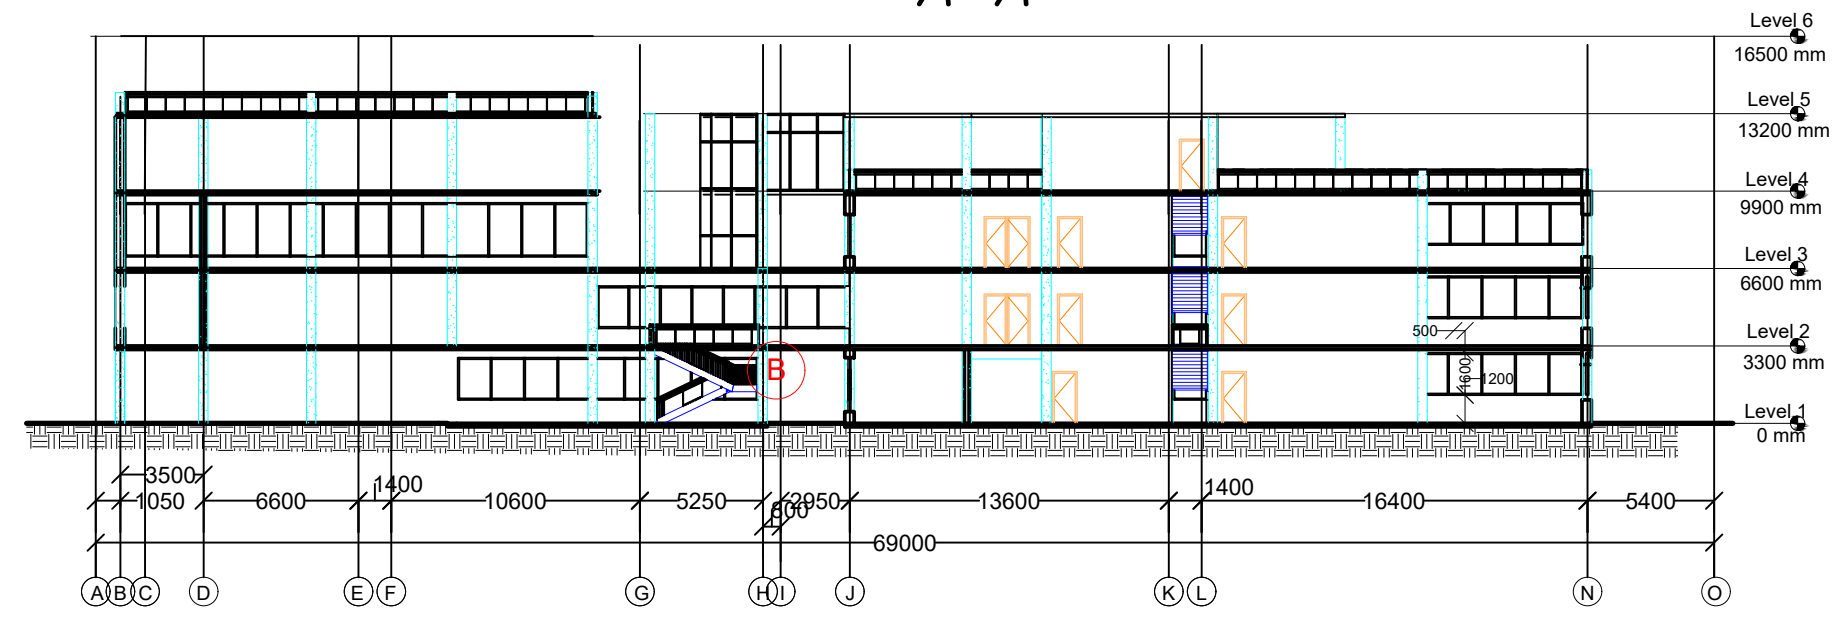 Level 6
16500 mm
Level 5
13200 mm
Level 4
9900 mm
Level 3
6600 mm
500
Level 2
3300 mm
B
1600
1200
Level 1
0 mm
3500
1400
1400
1050 6600 10600 5250 2950 13600 16400 5400
600
69000
A B C D E F G H I J K L N O